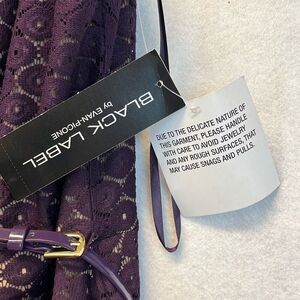 BLACK LABEL
by EVAN-PICONE
DUE TO THE DELICATE NATURE OF
THIS GARMENT, PLEASE HANDLE
WITH CARE TO AVOID JEWELRY
AND ANY ROUGH SURFACES, THAT
MAY CAUSE SNAGS AND PULLS.